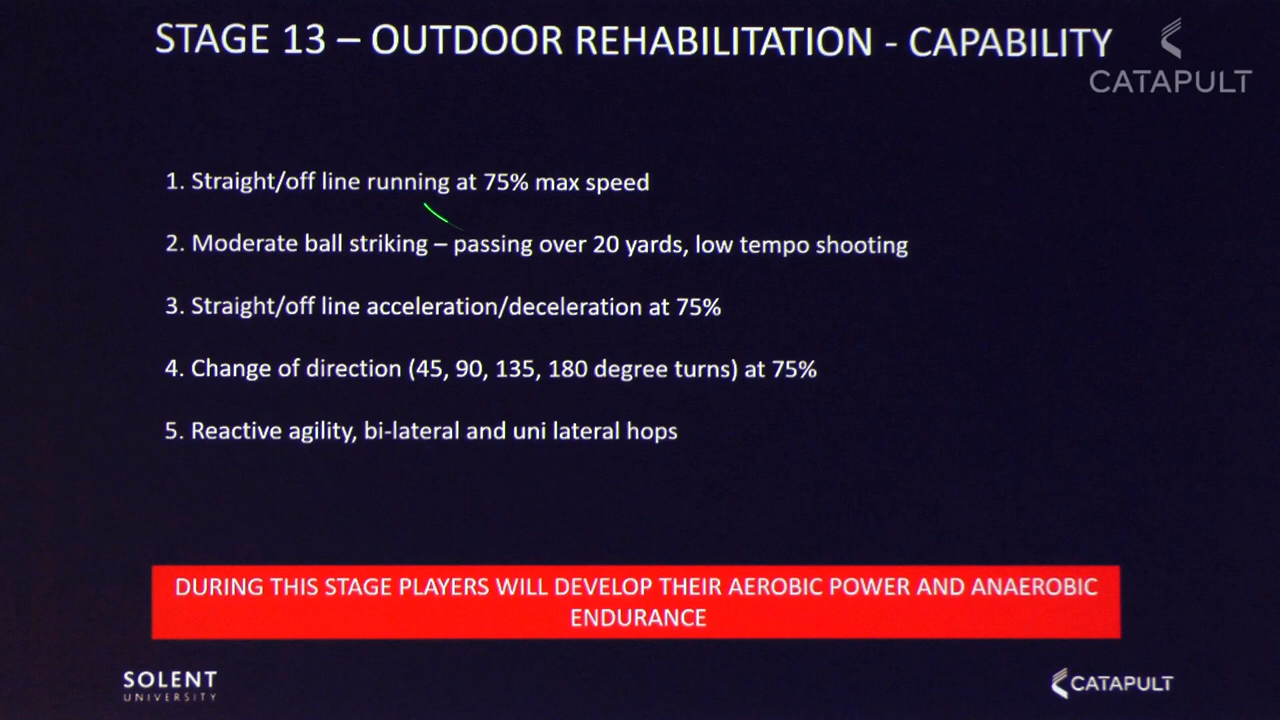 STAGE 13 – OUTDOOR REHABILITATION - CAPABILITY
CATAPULT
1. Straight/off line running at 75% max speed
2. Moderate ball striking – passing over 20 yards, low tempo shooting
3. Straight/off line acceleration/deceleration at 75%
4. Change of direction (45, 90, 135, 180 degree turns) at 75%
5. Reactive agility, bi-lateral and uni lateral hops
DURING THIS STAGE PLAYERS WILL DEVELOP THEIR AEROBIC POWER AND ANAEROBIC
ENDURANCE
SOLENT
UNIVERSITY
CATAPULT